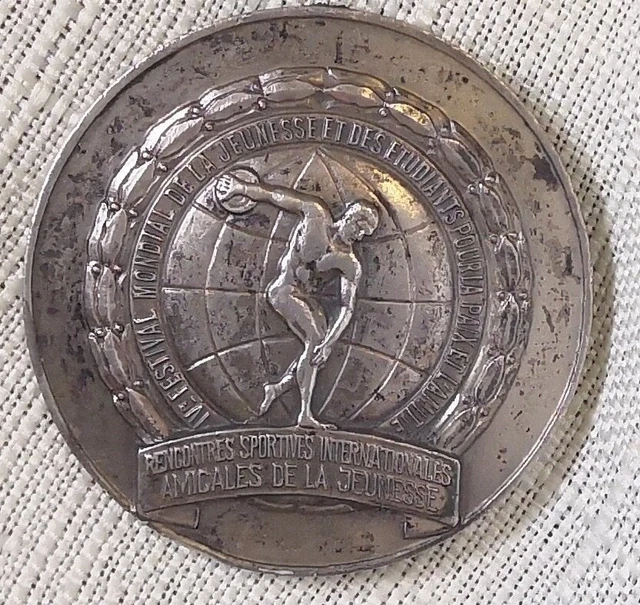 IVE FESTIVAL MONDIAL DE LA JEUNESSE ET DES ETUDIANTS POUR LA PAIX ET L'AMITIE
RENCONTRES SPORTIVES INTERNATIONALES
AMICALES DE LA JEUNESSE